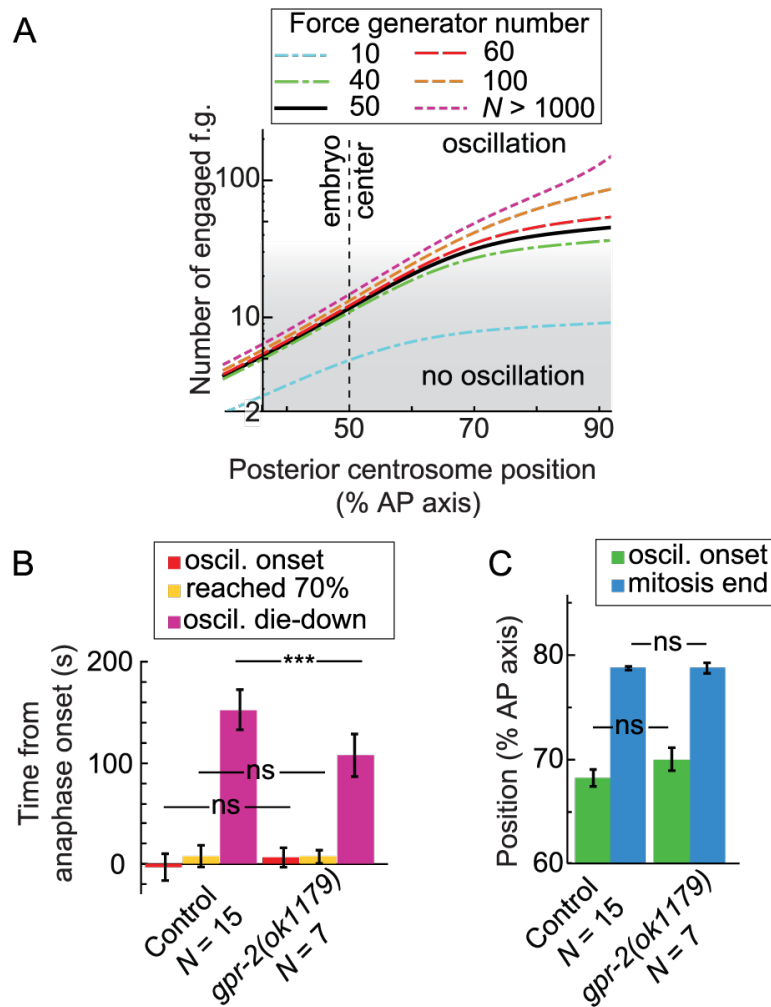 A
Force generator number
10
60
40
100
50
N > 1000
Number of engaged f.g.
100
10
2
oscillation
embryo
center
no oscillation
50
70
90
Posterior centrosome position
(% AP axis)
B
oscil. onset
reached 70%
oscil. die-down
Time from
anaphase onset (s)
200
100
0
***
ns
ns
Control
N = 15
gpr-2(ok1179)
N = 7
C
oscil. onset
mitosis end
Position (% AP axis)
80
70
60
ns
ns
Control
N = 15
gpr-2(ok1179)
N = 7